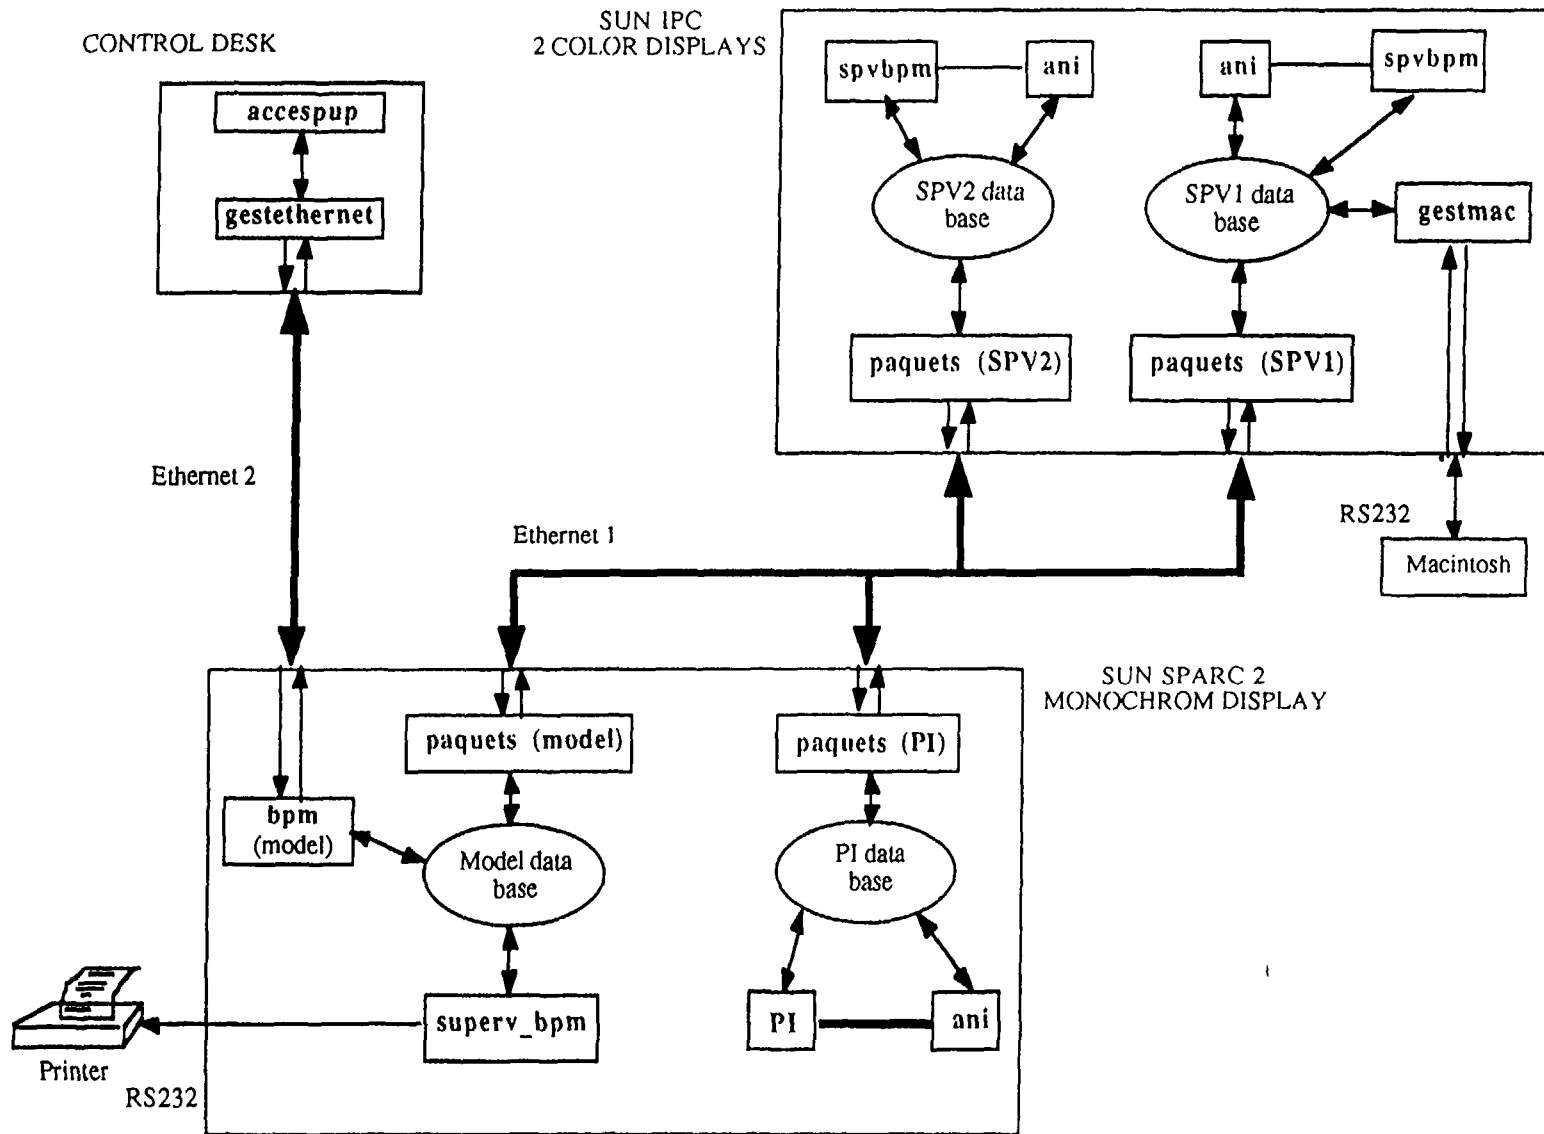 CONTROL DESK
accespup
gestethernet
SUN IPC
2 COLOR DISPLAYS
spvbpm
ani
ani
spvbpm
SPV2 data
base
SPV1 data
base
gestmac
paquets (SPV2)
paquets (SPV1)
Ethernet 2
Ethernet 1
RS232
Macintosh
SUN SPARC 2
MONOCHROM DISPLAY
paquets (model)
paquets (PI)
bpm
(model)
Model data
base
PI data
base
superv_bpm
PI
ani
Printer
RS232